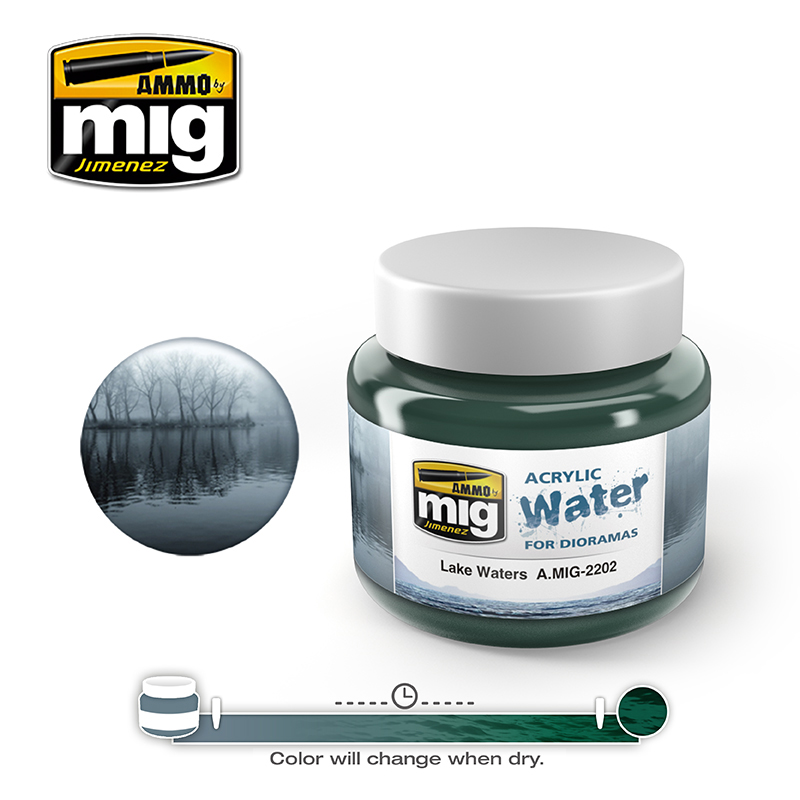 AMMO by
mig
Jimenez
AMMO by
mig
Jimenez
ACRYLIC
Water
FOR DIORAMAS
Lake Waters A.MIG-2202
Color will change when dry.